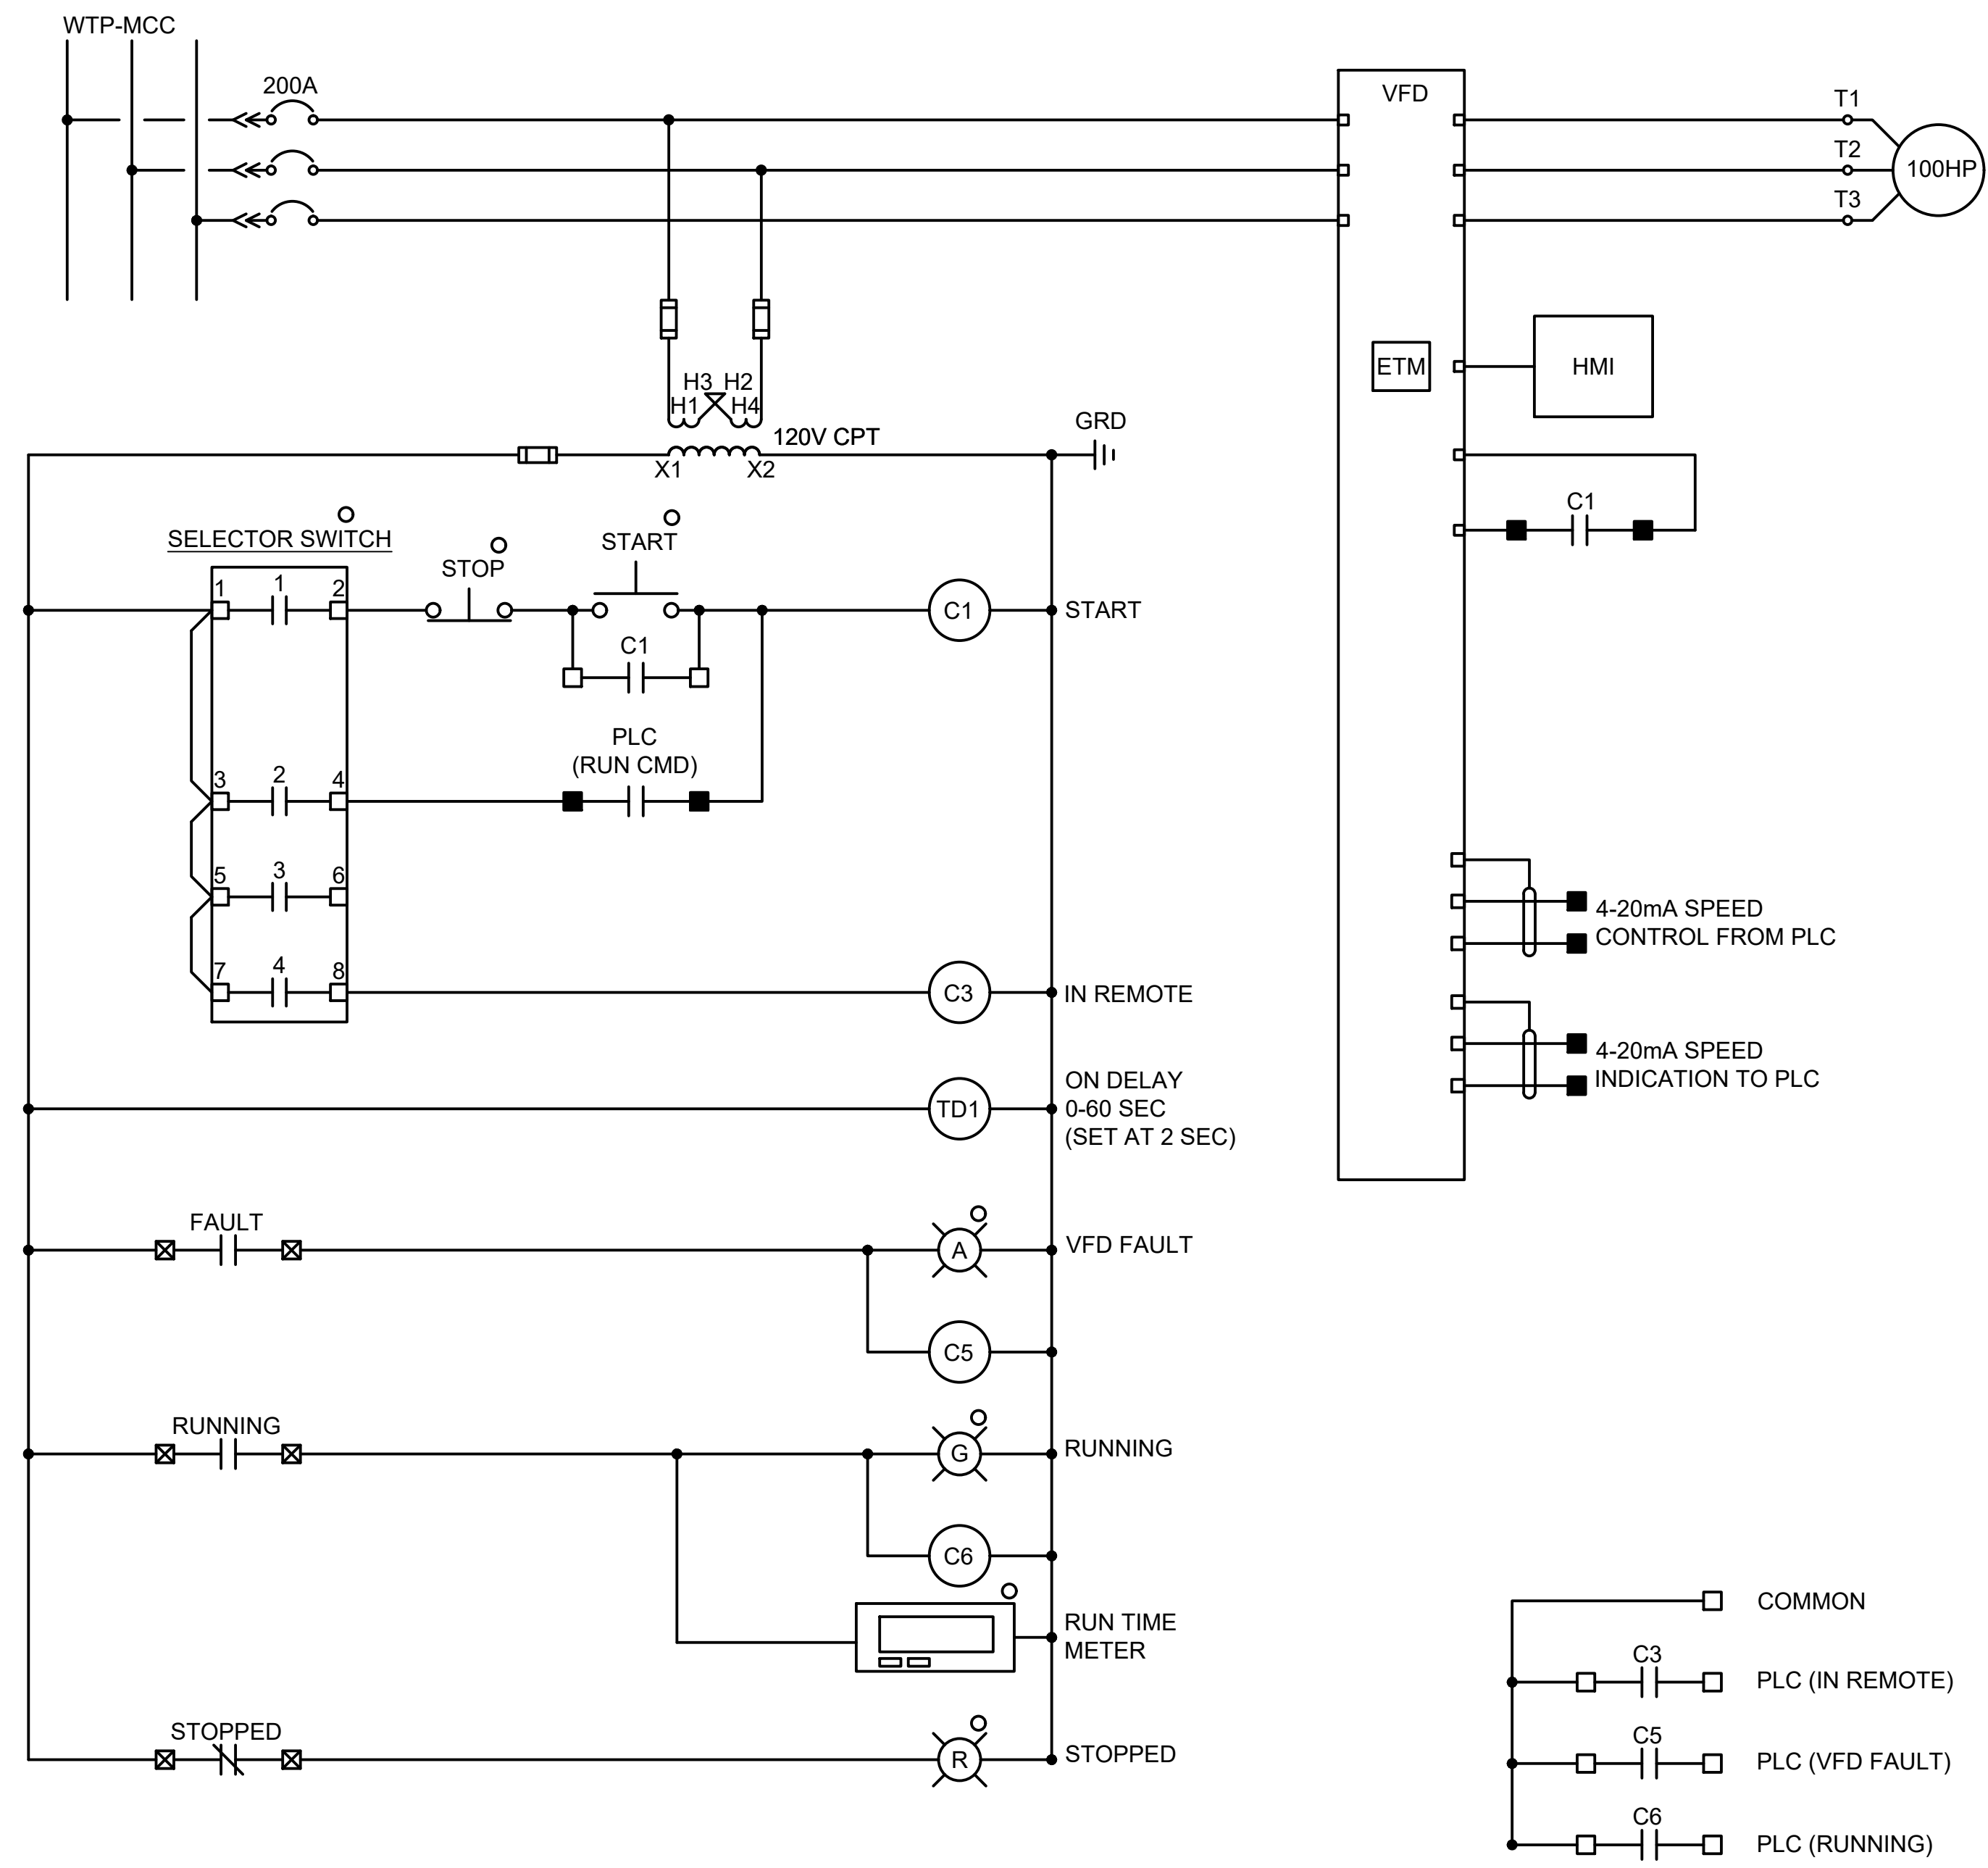 WTP-MCC
200A
VFD
T1
T2
T3
100HP
ETM
HMI
H3 H2
H1 H4
120V CPT
GRD
X1 X2
C1
SELECTOR SWITCH
STOP
START
1 1 2
C1
START
C1
PLC
(RUN CMD)
3 2 4
5 3 6
4-20mA SPEED
CONTROL FROM PLC
7 4 8
C3
IN REMOTE
4-20mA SPEED
INDICATION TO PLC
TD1
ON DELAY
0-60 SEC
(SET AT 2 SEC)
FAULT
A
VFD FAULT
C5
RUNNING
G
RUNNING
C6
RUN TIME
METER
STOPPED
R
STOPPED
COMMON
C3
PLC (IN REMOTE)
C5
PLC (VFD FAULT)
C6
PLC (RUNNING)